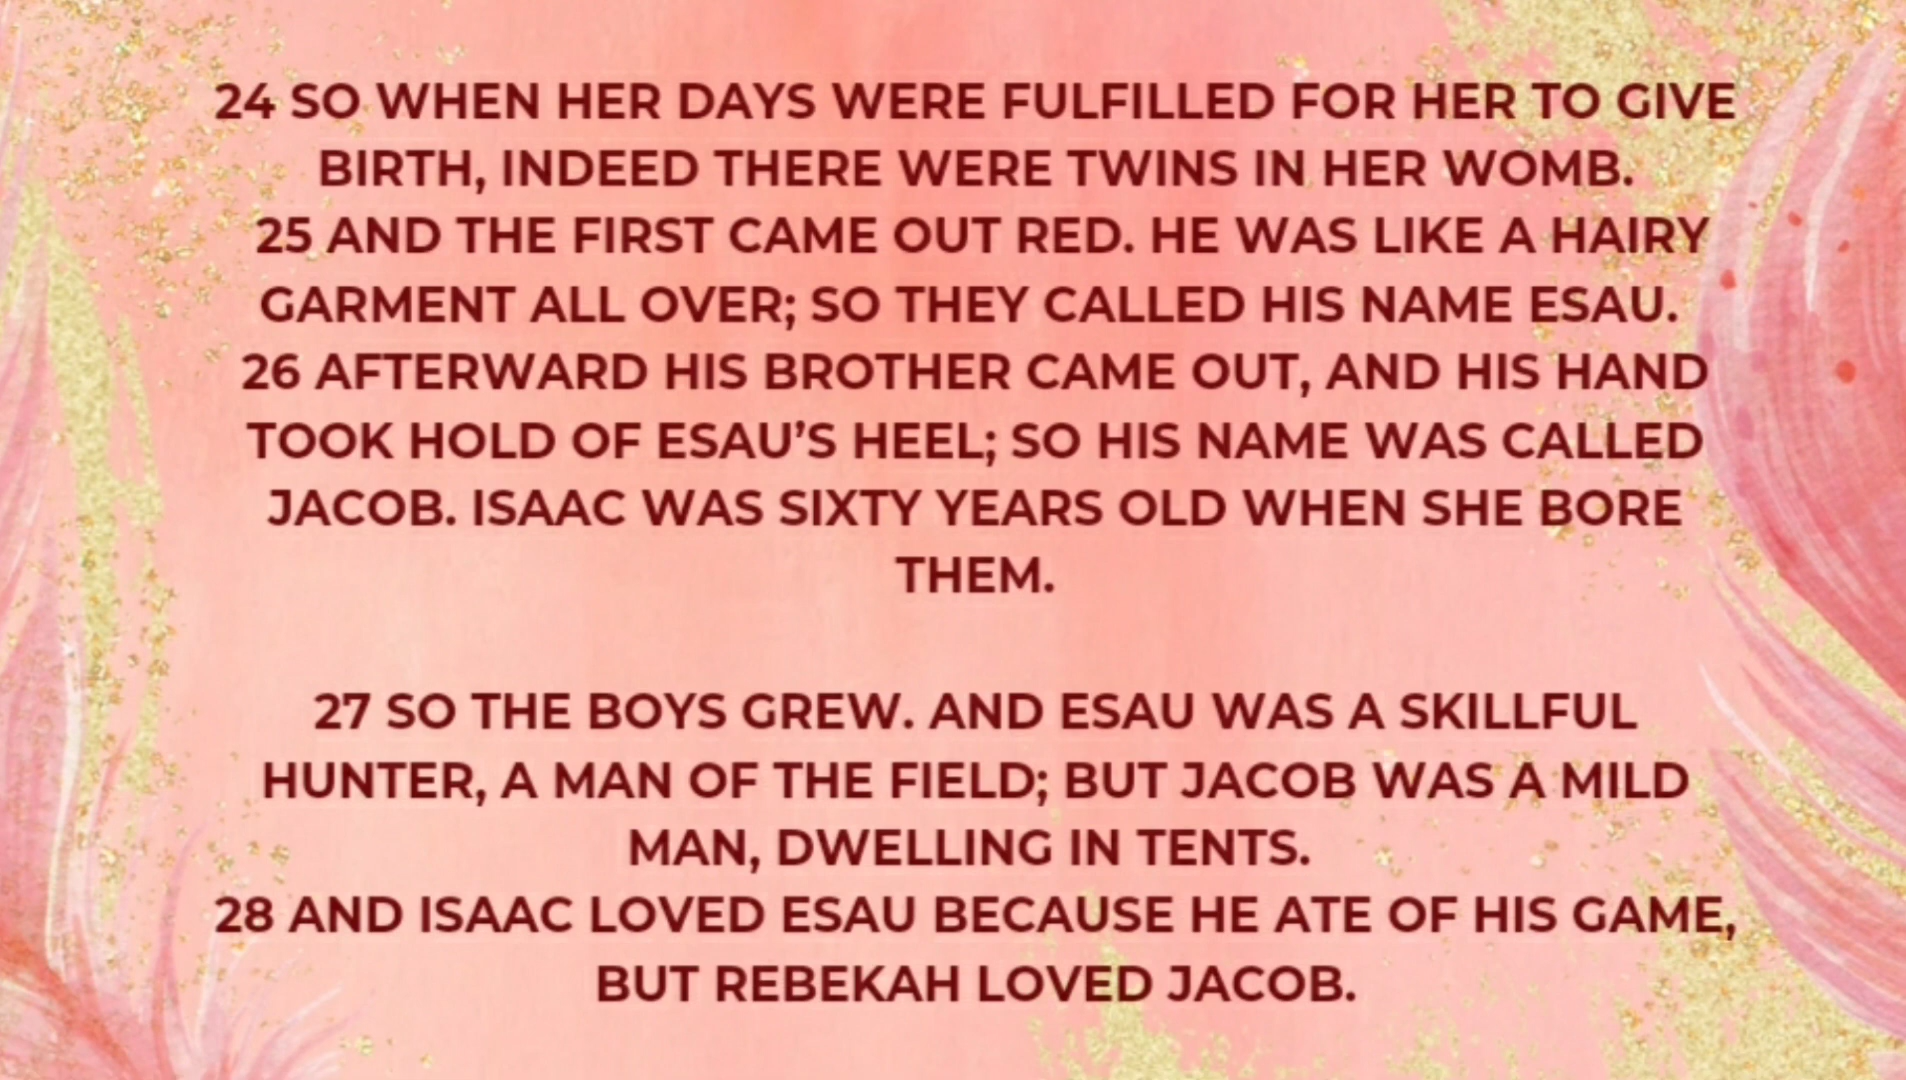 24 SO WHEN HER DAYS WERE FULFILLED FOR HER TO GIVE
BIRTH, INDEED THERE WERE TWINS IN HER WOMB.
25 AND THE FIRST CAME OUT RED. HE WAS LIKE A HAIRY
GARMENT ALL OVER; SO THEY CALLED HIS NAME ESAU.
26 AFTERWARD HIS BROTHER CAME OUT, AND HIS HAND
TOOK HOLD OF ESAU’S HEEL; SO HIS NAME WAS CALLED
JACOB. ISAAC WAS SIXTY YEARS OLD WHEN SHE BORE
THEM.
27 SO THE BOYS GREW. AND ESAU WAS A SKILLFUL
HUNTER, A MAN OF THE FIELD; BUT JACOB WAS A MILD
MAN, DWELLING IN TENTS.
28 AND ISAAC LOVED ESAU BECAUSE HE ATE OF HIS GAME,
BUT REBEKAH LOVED JACOB.